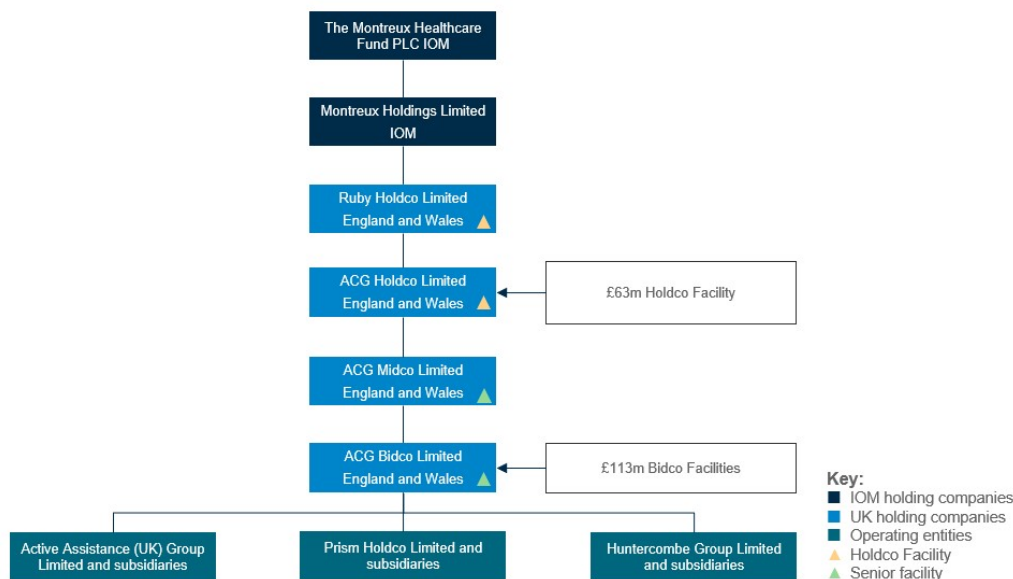 The Montreux Healthcare
Fund PLC IOM
Montreux Holdings Limited
IOM
Ruby Holdco Limited
England and Wales
ACG Holdco Limited
England and Wales
£63m Holdco Facility
ACG Midco Limited
England and Wales
ACG Bidco Limited
England and Wales
£113m Bidco Facilities
Active Assistance (UK) Group
Limited and subsidiaries
Prism Holdco Limited and
subsidiaries
Huntercombe Group Limited
and subsidiaries
Key:
IOM holding companies
UK holding companies
Operating entities
Holdco Facility
Senior facility